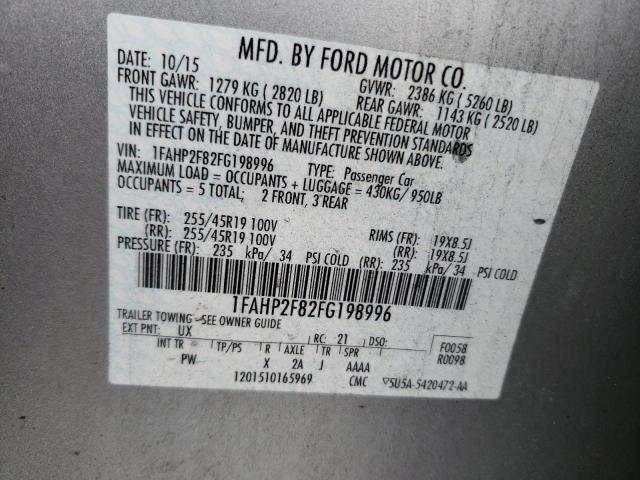 MFD. BY FORD MOTOR CO.
DATE: 10/15 GVWR: 2386 KG ( 5260 LB)
FRONT GAWR: 1279 KG ( 2820 LB) REAR GAWR: 1143 KG ( 2520 LB)
THIS VEHICLE CONFORMS TO ALL APPLICABLE FEDERAL MOTOR
VEHICLE SAFETY, BUMPER, AND THEFT PREVENTION STANDARDS
IN EFFECT ON THE DATE OF MANUFACTURE SHOWN ABOVE.
VIN: 1FAHP2F82FG198996 TYPE: Passenger Car
MAXIMUM LOAD = OCCUPANTS + LUGGAGE = 430KG/ 950LB
OCCUPANTS = 5 TOTAL; 2 FRONT, 3 REAR
TIRE (FR): 255/45R19 100V RIMS (FR): 19X8.5J
(RR): 255/45R19 100V (RR): 19X8.5J
PRESSURE (FR): 235 kPa/ 34 PSI COLD (RR): 235 kPa/ 34 PSI COLD
1FAHP2F82FG198996
TRAILER TOWING -SEE OWNER GUIDE
EXT PNT: UX RC: 21 DSO: F0058
INT TR TP/PS R AXLE TR SPR R0098
PW X 2A J AAAA
1201510165969 CMC ▽5U5A-5420472-AA